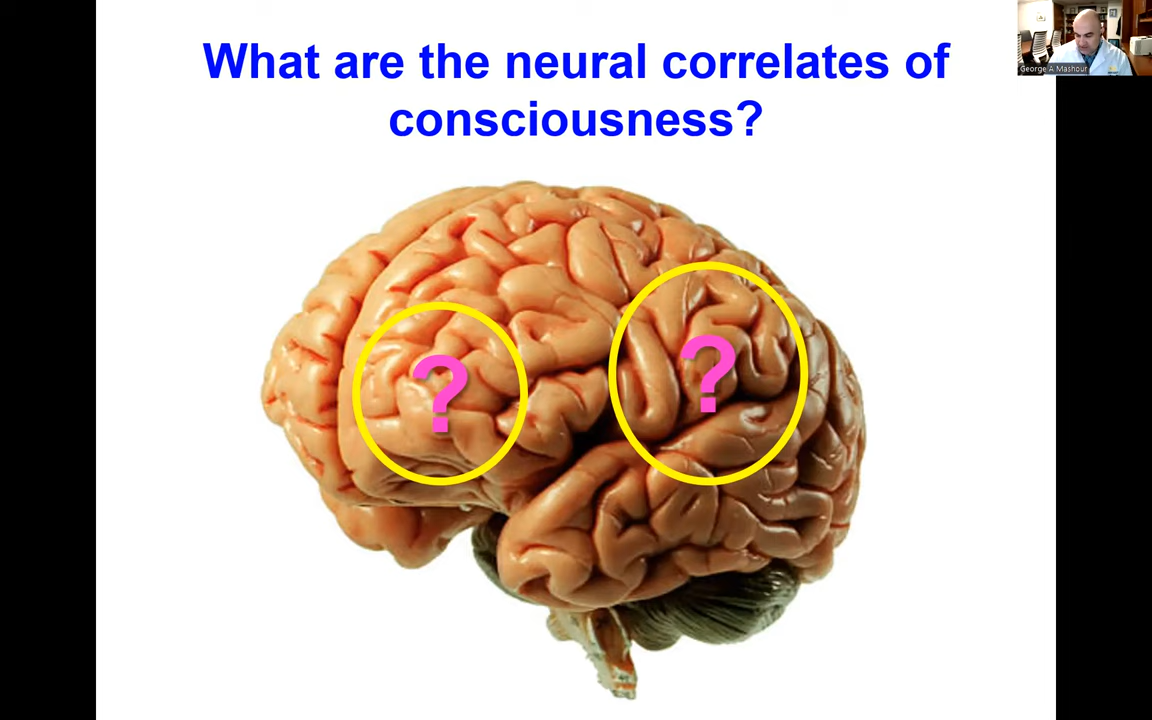 What are the neural correlates of
consciousness?
George A Mashour
?
?